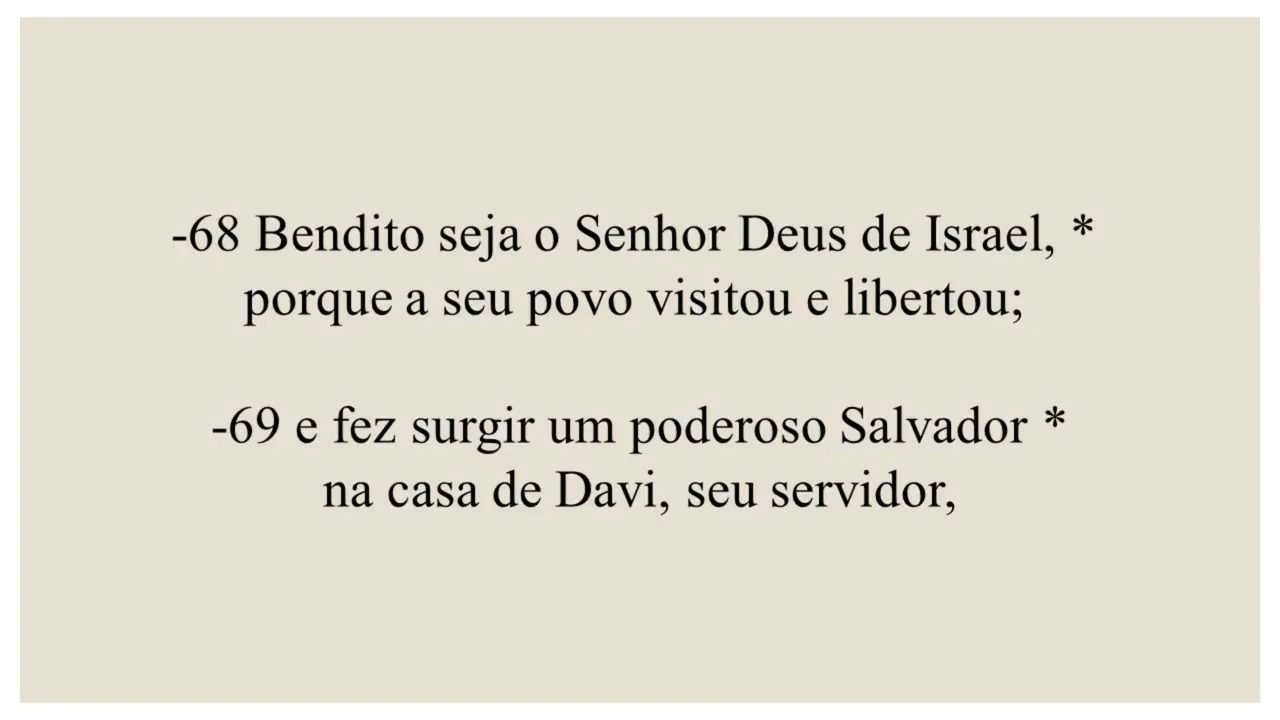 -68 Bendito seja o Senhor Deus de Israel, *
porque a seu povo visitou e libertou;
-69 e fez surgir um poderoso Salvador *
na casa de Davi, seu servidor,